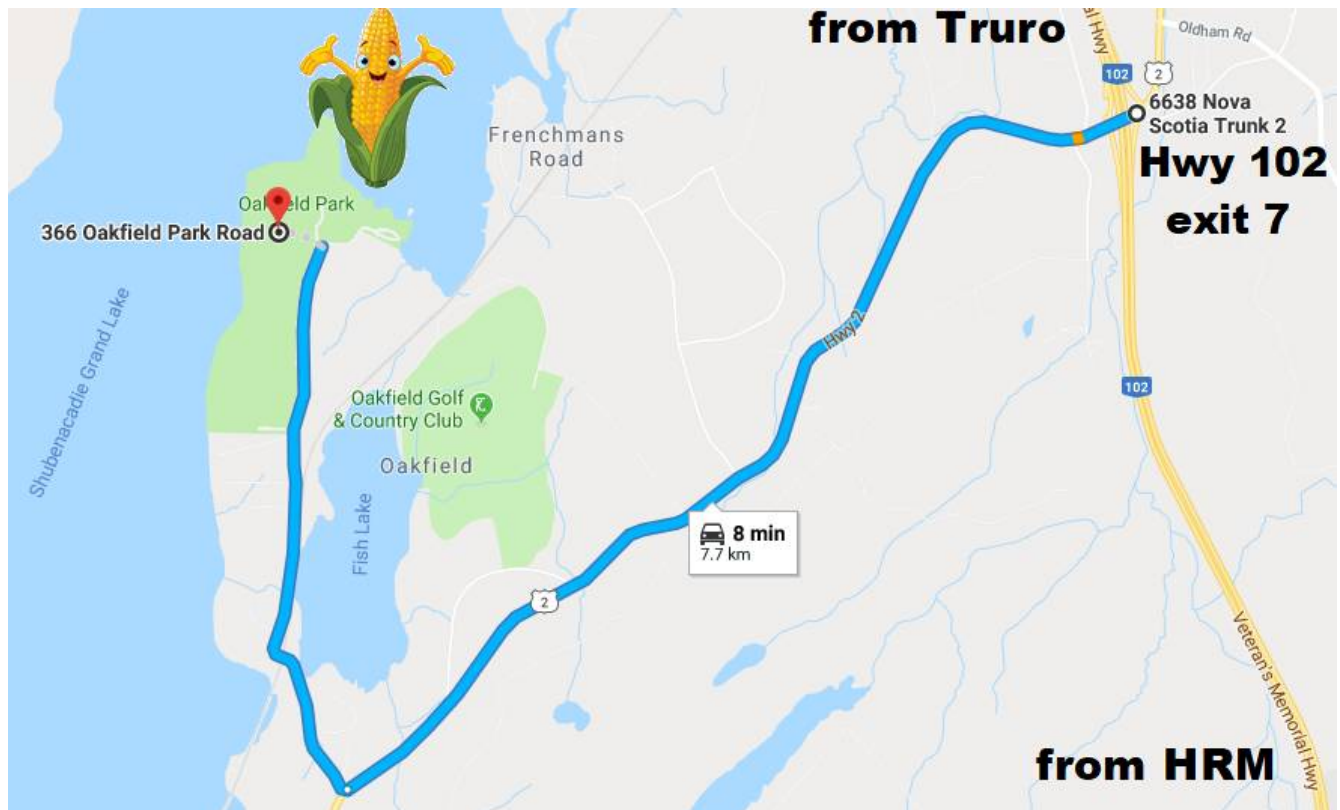 from Truro
al Hwy
Oldham Rd
102
2
6638 Nova
Scotia Trunk 2
Hwy 102
exit 7
Frenchmans
Road
Oakfield Park
366 Oakfield Park Road
Hwy 2
102
Shubenacadie Grand Lake
Oakfield Golf
& Country Club
Oakfield
Fish Lake
8 min
7.7 km
2
Veteran's Memorial Hwy
from HRM